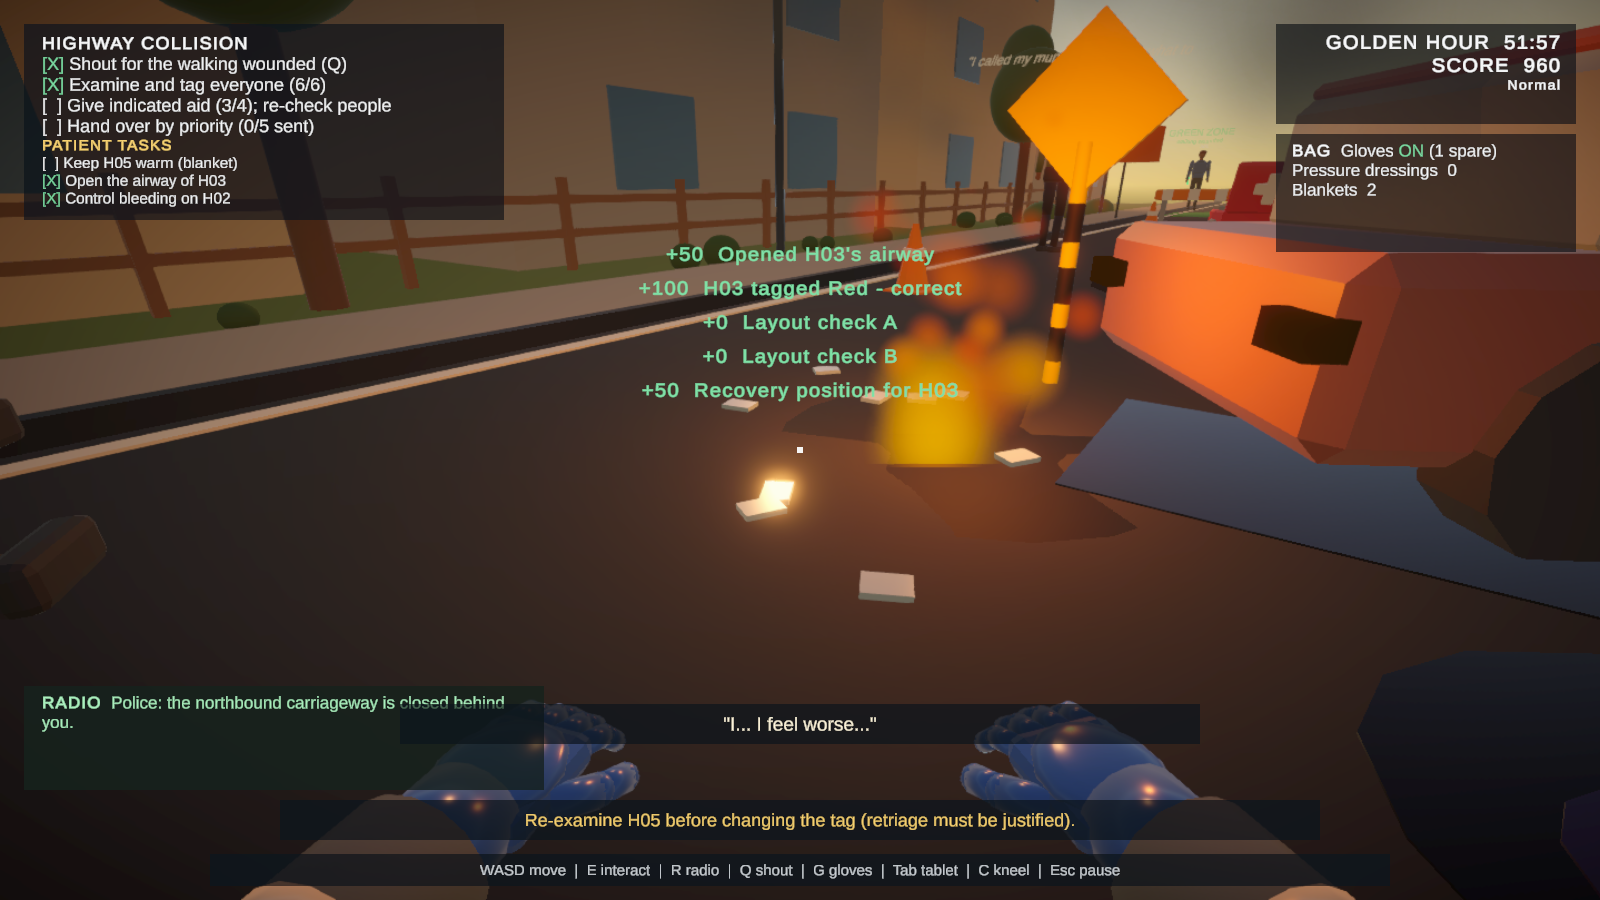 HIGHWAY COLLISION
[X] Shout for the walking wounded (Q)
[X] Examine and tag everyone (6/6)
[ ] Give indicated aid (3/4); re-check people
[ ] Hand over by priority (0/5 sent)
PATIENT TASKS
[ ] Keep H05 warm (blanket)
[X] Open the airway of H03
[X] Control bleeding on H02
GOLDEN HOUR 51:57
SCORE 960
Normal
BAG Gloves ON (1 spare)
Pressure dressings 0
Blankets 2
"I called my
GREEN ZONE
+50 Opened H03's airway
+100 H03 tagged Red - correct
+0 Layout check A
+0 Layout check B
+50 Recovery position for H03
RADIO Police: the northbound carriageway is closed behind
you.
"I... I feel worse..."
Re-examine H05 before changing the tag (retriage must be justified).
WASD move | E interact | R radio | Q shout | G gloves | Tab tablet | C kneel | Esc pause